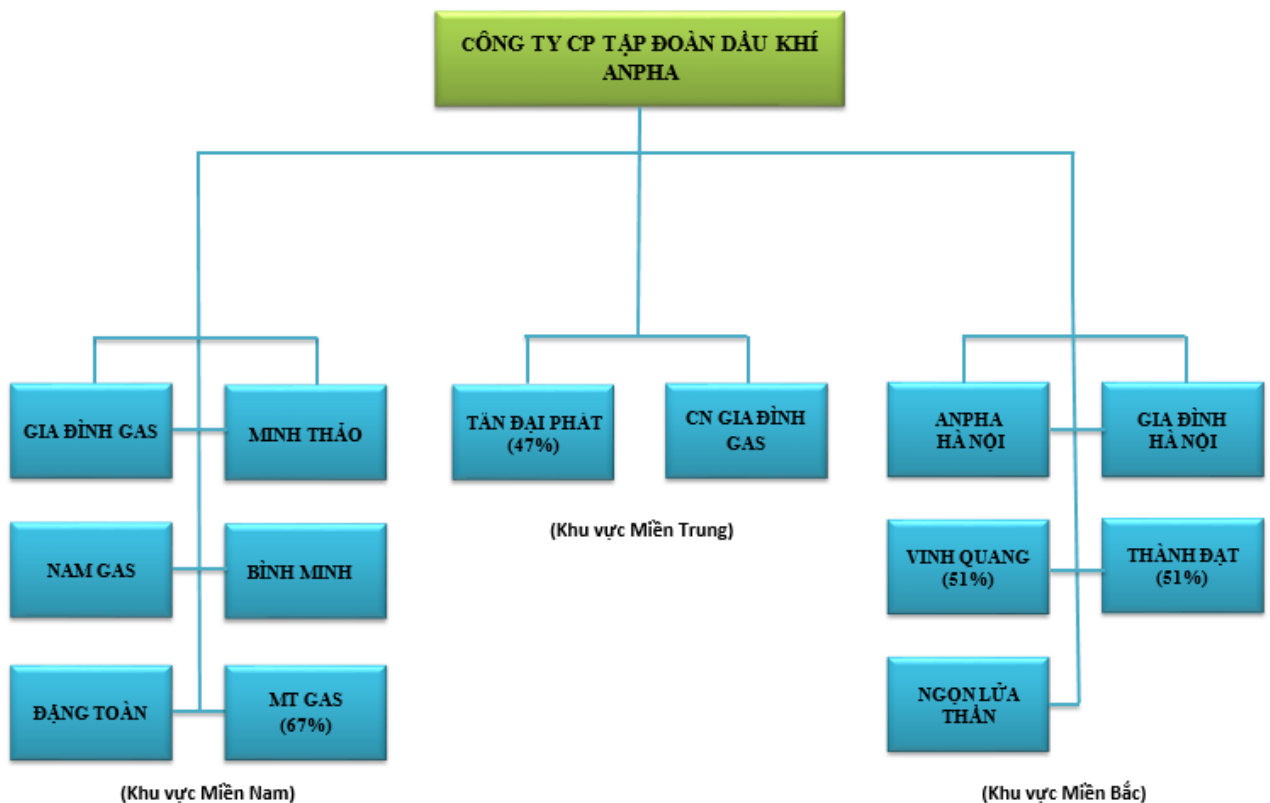 CÔNG TY CP TẬP ĐOÀN DẦU KHÍ
ANPHA
GIA ĐÌNH GAS
MINH THẢO
NAM GAS
BÌNH MINH
ĐẶNG TOÀN
MT GAS
(67%)
(Khu vực Miền Nam)
TÂN ĐẠI PHÁT
(47%)
CN GIA ĐÌNH
GAS
(Khu vực Miền Trung)
ANPHA
HÀ NỘI
GIA ĐÌNH
HÀ NỘI
VINH QUANG
(51%)
THÀNH ĐẠT
(51%)
NGỌN LỬA
THẦN
(Khu vực Miền Bắc)